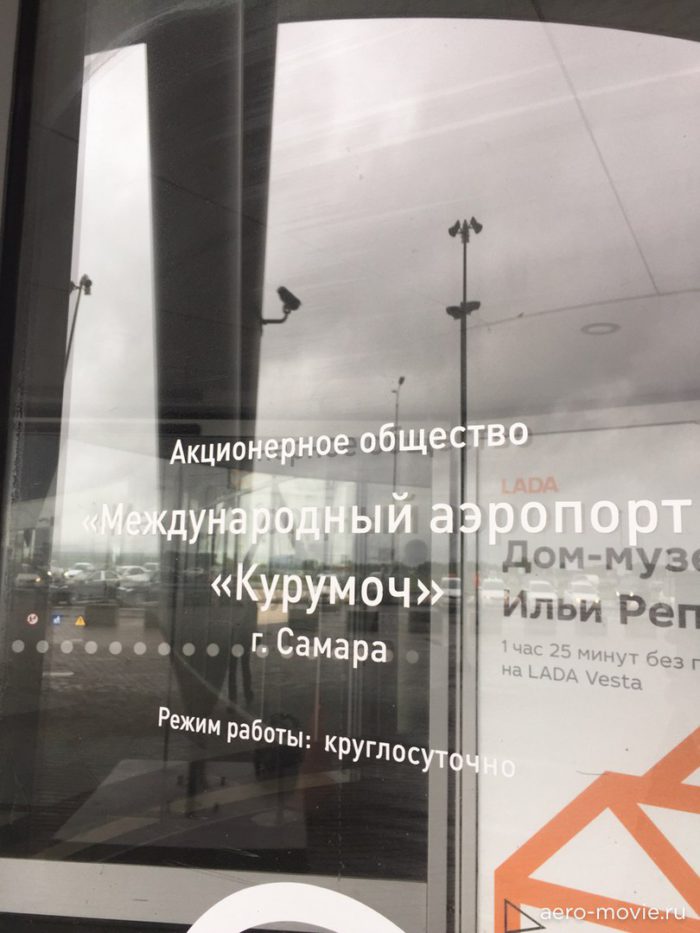 Акционерное общество
«Международный аэропорт
«Курумоч»
г. Самара
Режим работы: круглосуточно
LADA
Дом-музе
Ильи Реп
1 час 25 минут без п
на LADA Vesta
aero-movie.ru